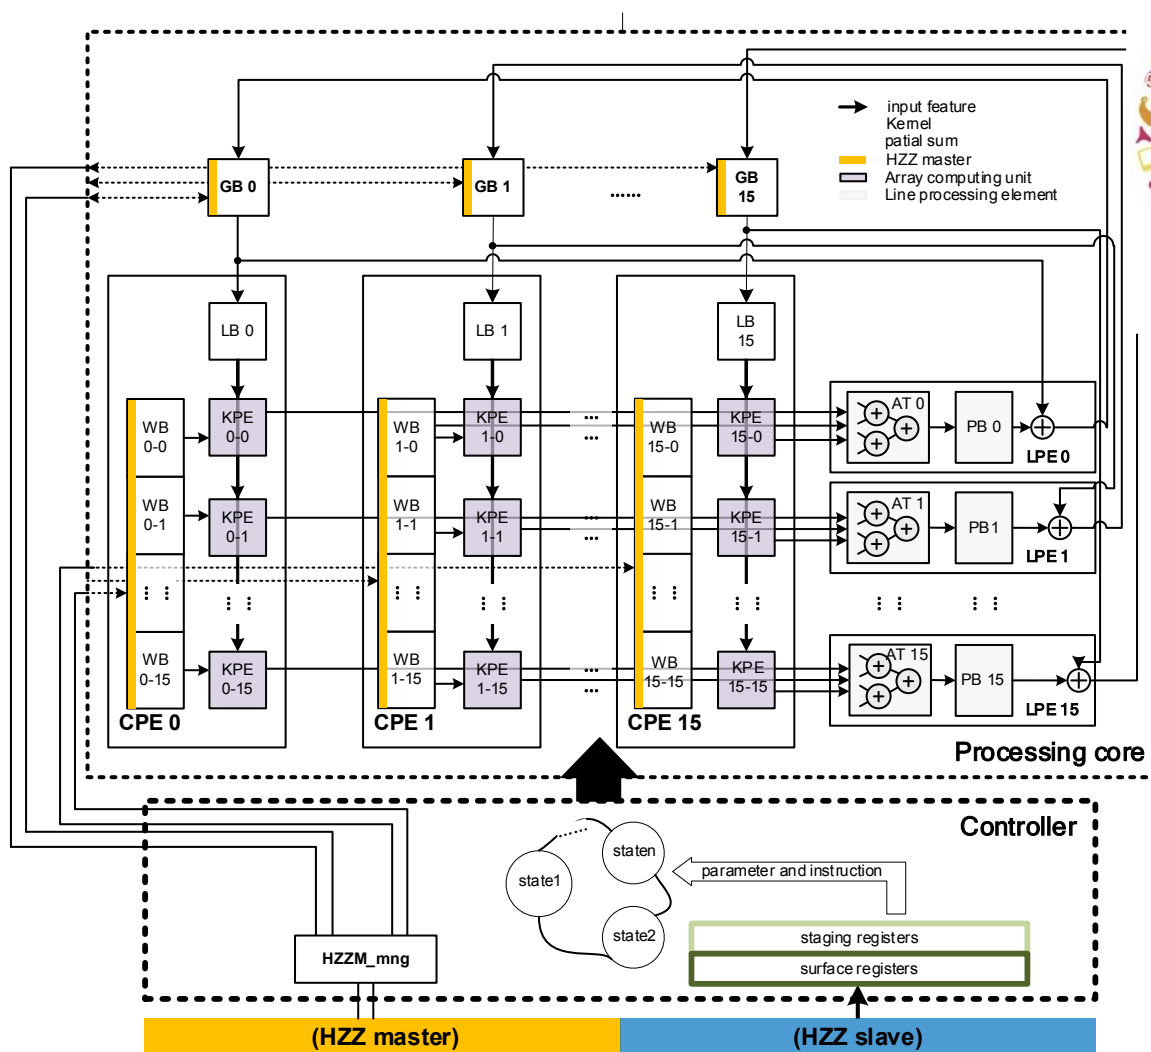 input feature
Kernel
patial sum
HZZ master
Array computing unit
Line processing element
GB 0
GB 1
......
GB
15
LB 0
LB 1
LB
15
WB
0-0
KPE
0-0
WB
1-0
KPE
1-0
...
...
WB
15-0
KPE
15-0
AT 0
PB 0
LPE 0
WB
0-1
KPE
0-1
WB
1-1
KPE
1-1
...
...
WB
15-1
KPE
15-1
AT 1
PB1
LPE 1
WB
0-15
KPE
0-15
WB
1-15
KPE
1-15
...
...
WB
15-15
KPE
15-15
AT 15
PB 15
LPE 15
CPE 0
CPE 1
CPE 15
Processing core
Controller
staten
state1
state2
parameter and instruction
staging registers
surface registers
HZZM_mng
(HZZ master)
(HZZ slave)